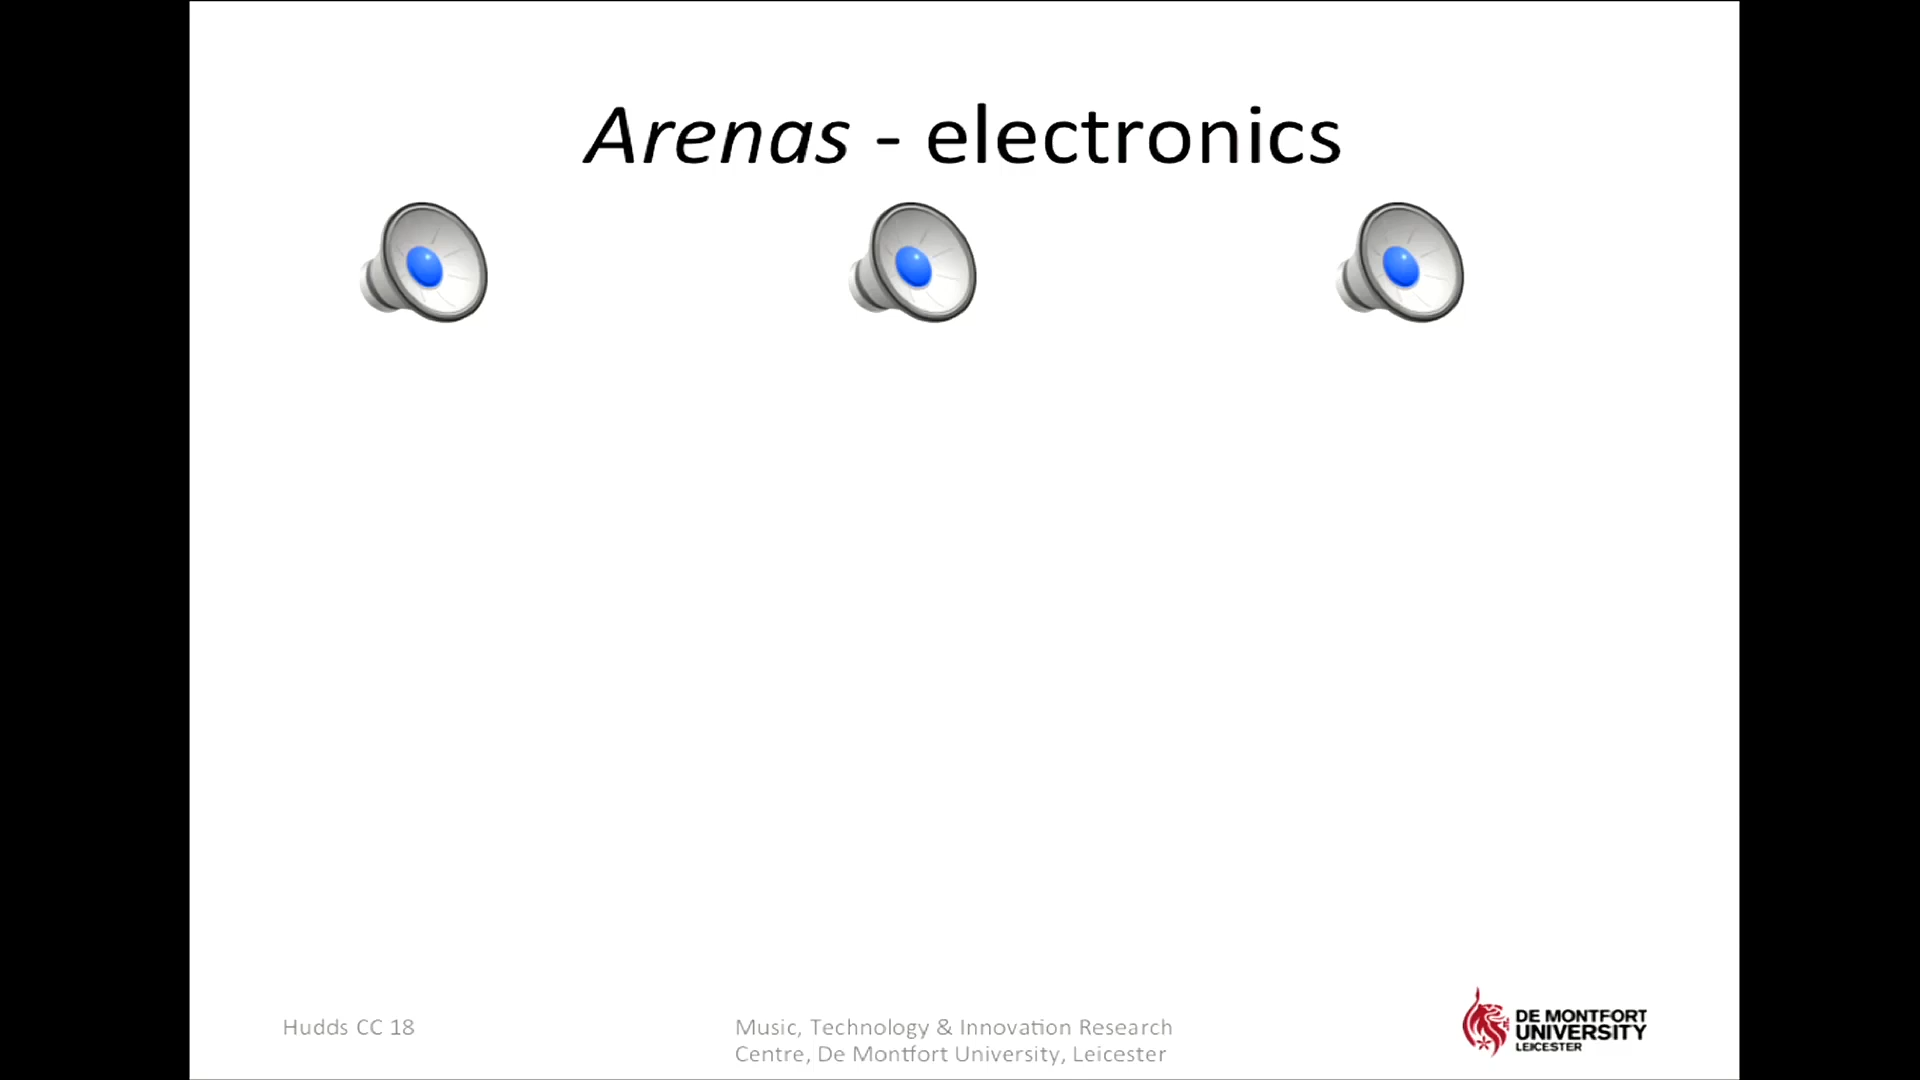 Arenas - electronics
Hudds CC 18
Music, Technology & Innovation Research
Centre, De Montfort University, Leicester
DE MONTFORT
UNIVERSITY
LEICESTER